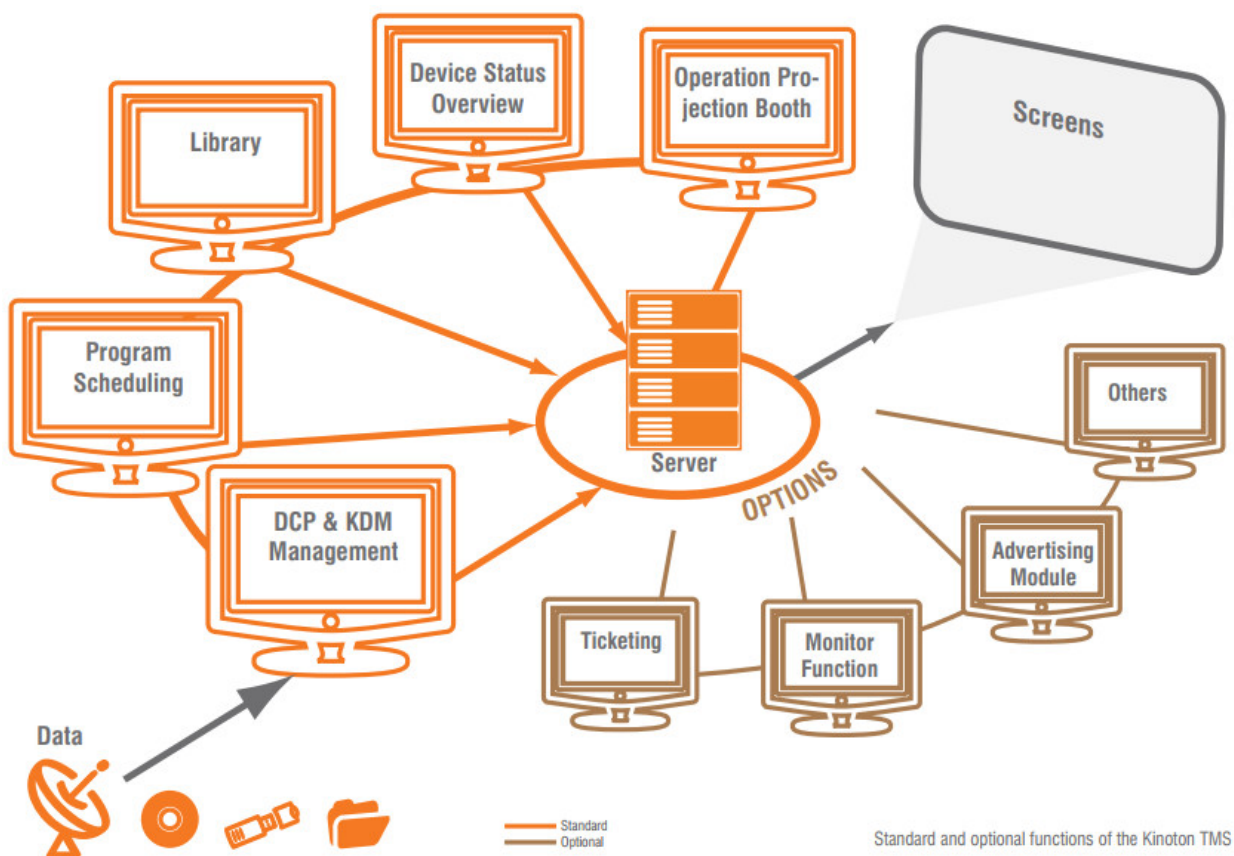 Device Status
Overview
Operation Pro-
jection Booth
Screens
Library
Program
Scheduling
Others
Server
OPTIONS
DCP & KDM
Management
Advertising
Module
Ticketing
Monitor
Function
Data
Standard
Optional
Standard and optional functions of the Kinoton TMS